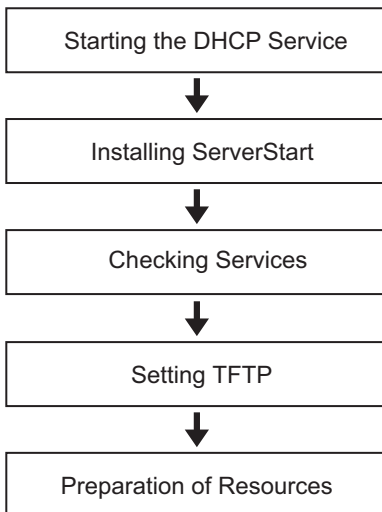 Starting the DHCP Service
Installing ServerStart
Checking Services
Setting TFTP
Preparation of Resources